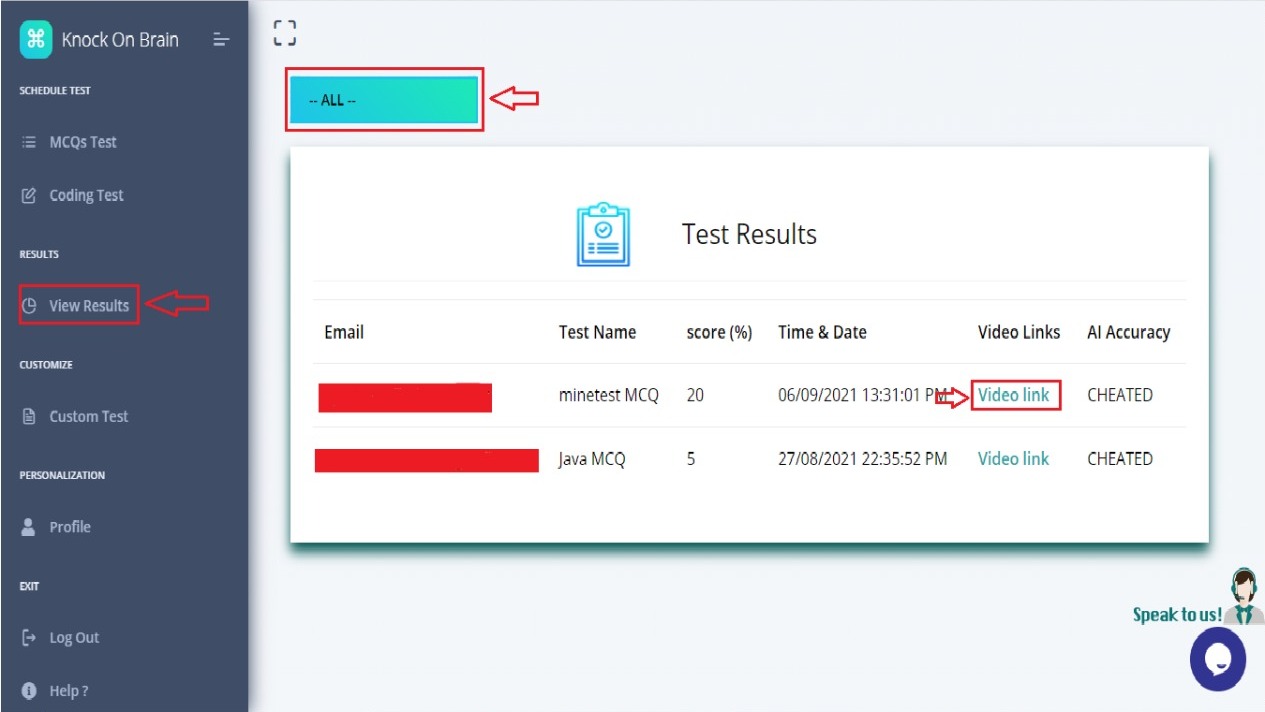 Knock On Brain
SCHEDULE TEST
MCQs Test
Coding Test
RESULTS
View Results
CUSTOMIZE
Custom Test
PERSONALIZATION
Profile
EXIT
Log Out
Help ?
-- ALL --
Test Results
Email Test Name score (%) Time & Date Video Links AI Accuracy
minetest MCQ 20 06/09/2021 13:31:01 PM Video link CHEATED
Java MCQ 5 27/08/2021 22:35:52 PM Video link CHEATED
Speak to us!